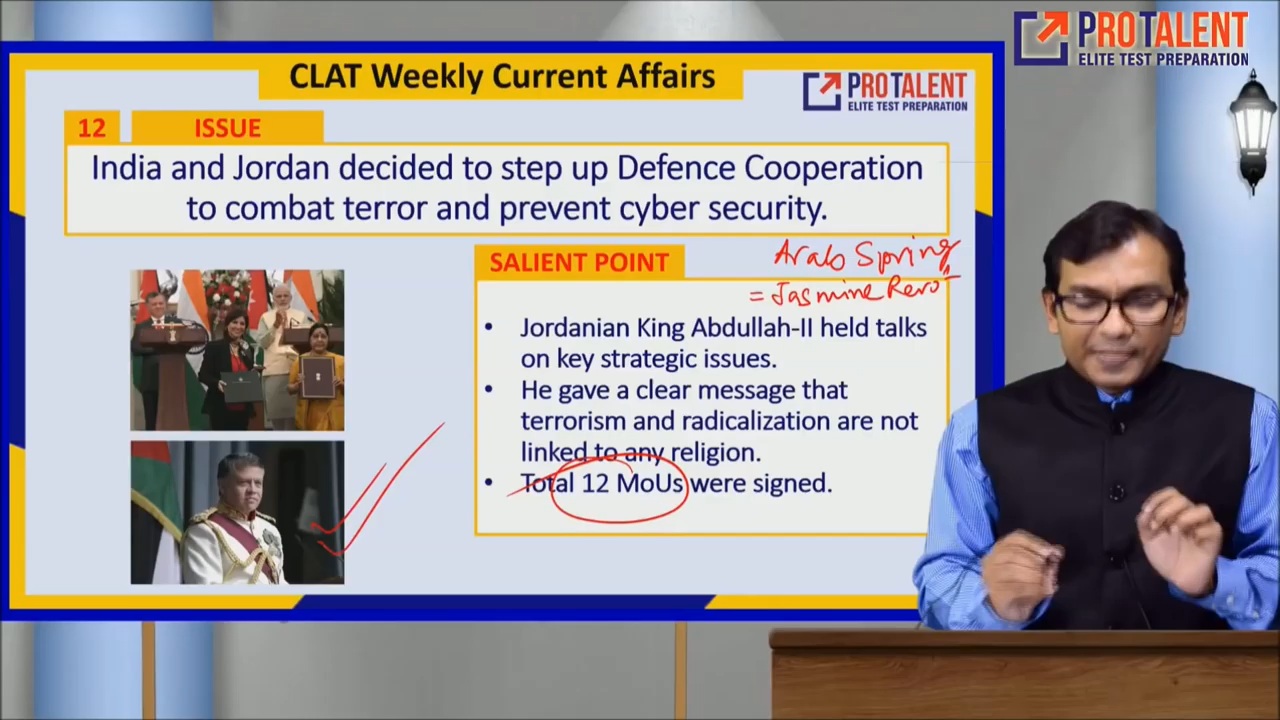 PROTALENT
ELITE TEST PREPARATION
CLAT Weekly Current Affairs
PROTALENT
ELITE TEST PREPARATION
12 ISSUE
India and Jordan decided to step up Defence Cooperation
to combat terror and prevent cyber security.
SALIENT POINT
Arab Spring
= Jasmine Revo
• Jordanian King Abdullah-II held talks
on key strategic issues.
• He gave a clear message that
terrorism and radicalization are not
linked to any religion.
• Total 12 MoUs were signed.